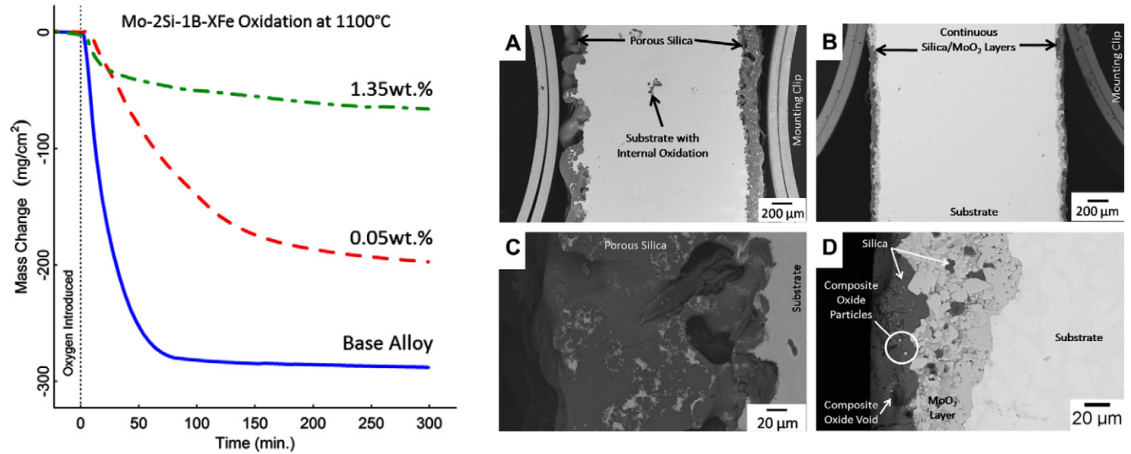 Mo-2Si-1B-XFe Oxidation at 1100°C
0
-100
-200
-300
Mass Change (mg/cm²)
Oxygen Introduced
1.35wt.%
0.05wt.%
Base Alloy
0
50
100
150
200
250
300
Time (min.)
A
Porous Silica
Substrate with
Internal Oxidation
Mounting Clip
200 µm
B
Continuous
Silica/MoO₂ Layers
Mounting Clip
Substrate
200 µm
C
Porous Silica
Substrate
20 µm
D
Silica
Composite
Oxide
Particles
Substrate
Composite
Oxide Void
MoO₂
Layer
20 µm